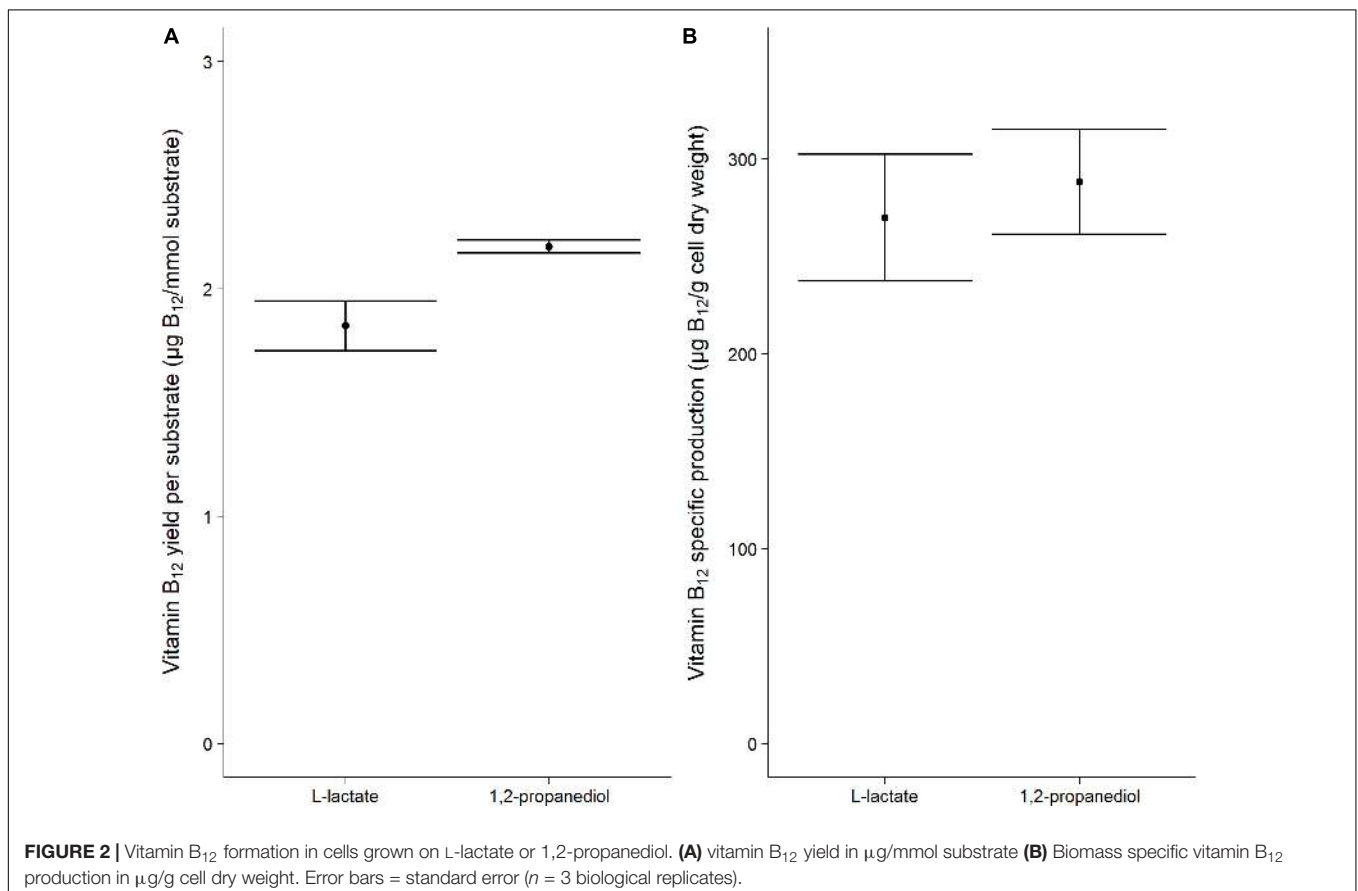 A
Vitamin B₁₂ yield per substrate (µg B₁₂/mmol substrate)
3
2
1
0
L-lactate 1,2-propanediol
B
Vitamin B₁₂ specific production (µg B₁₂/g cell dry weight)
300
200
100
0
L-lactate 1,2-propanediol
FIGURE 2 | Vitamin B₁₂ formation in cells grown on L-lactate or 1,2-propanediol. (A) vitamin B₁₂ yield in µg/mmol substrate (B) Biomass specific vitamin B₁₂
production in µg/g cell dry weight. Error bars = standard error (n = 3 biological replicates).